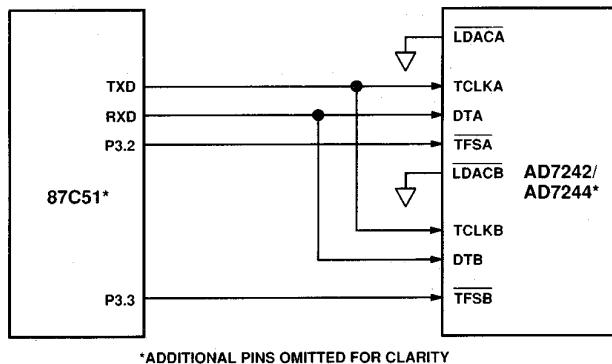 LDACA
TXD
TCLKA
RXD
DTA
P3.2
TFSA
LDACB
AD7242/
AD7244*
87C51*
TCLKB
DTB
P3.3
TFSB
*ADDITIONAL PINS OMITTED FOR CLARITY